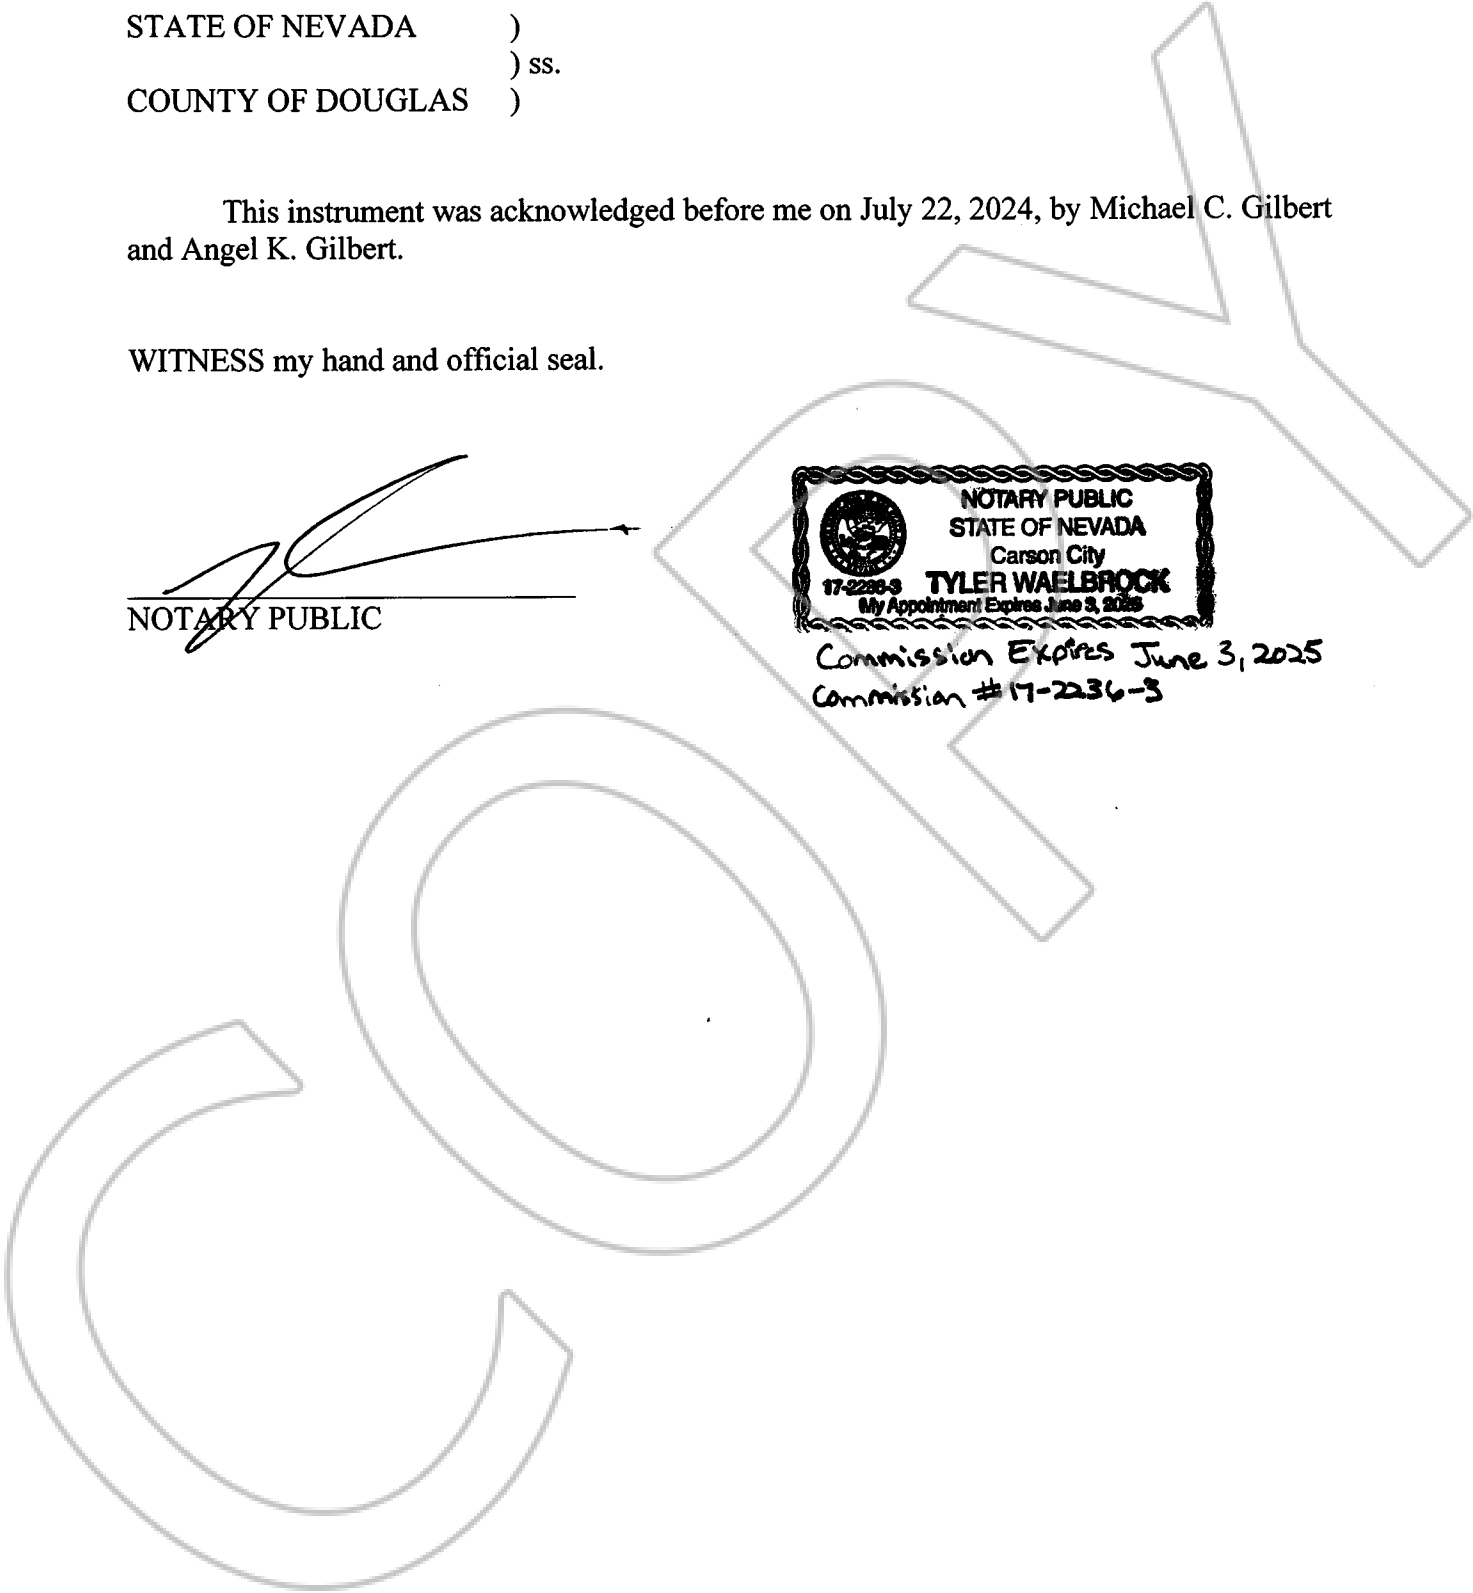 STATE OF NEVADA )
) ss.
COUNTY OF DOUGLAS )
This instrument was acknowledged before me on July 22, 2024, by Michael C. Gilbert
and Angel K. Gilbert.
WITNESS my hand and official seal.
NOTARY PUBLIC
NOTARY PUBLIC
STATE OF NEVADA
Carson City
TYLER WAELBROCK
My Appointment Expires June 3, 2025
Commission Expires June 3, 2025
Commission # 17-2236-3
COPY